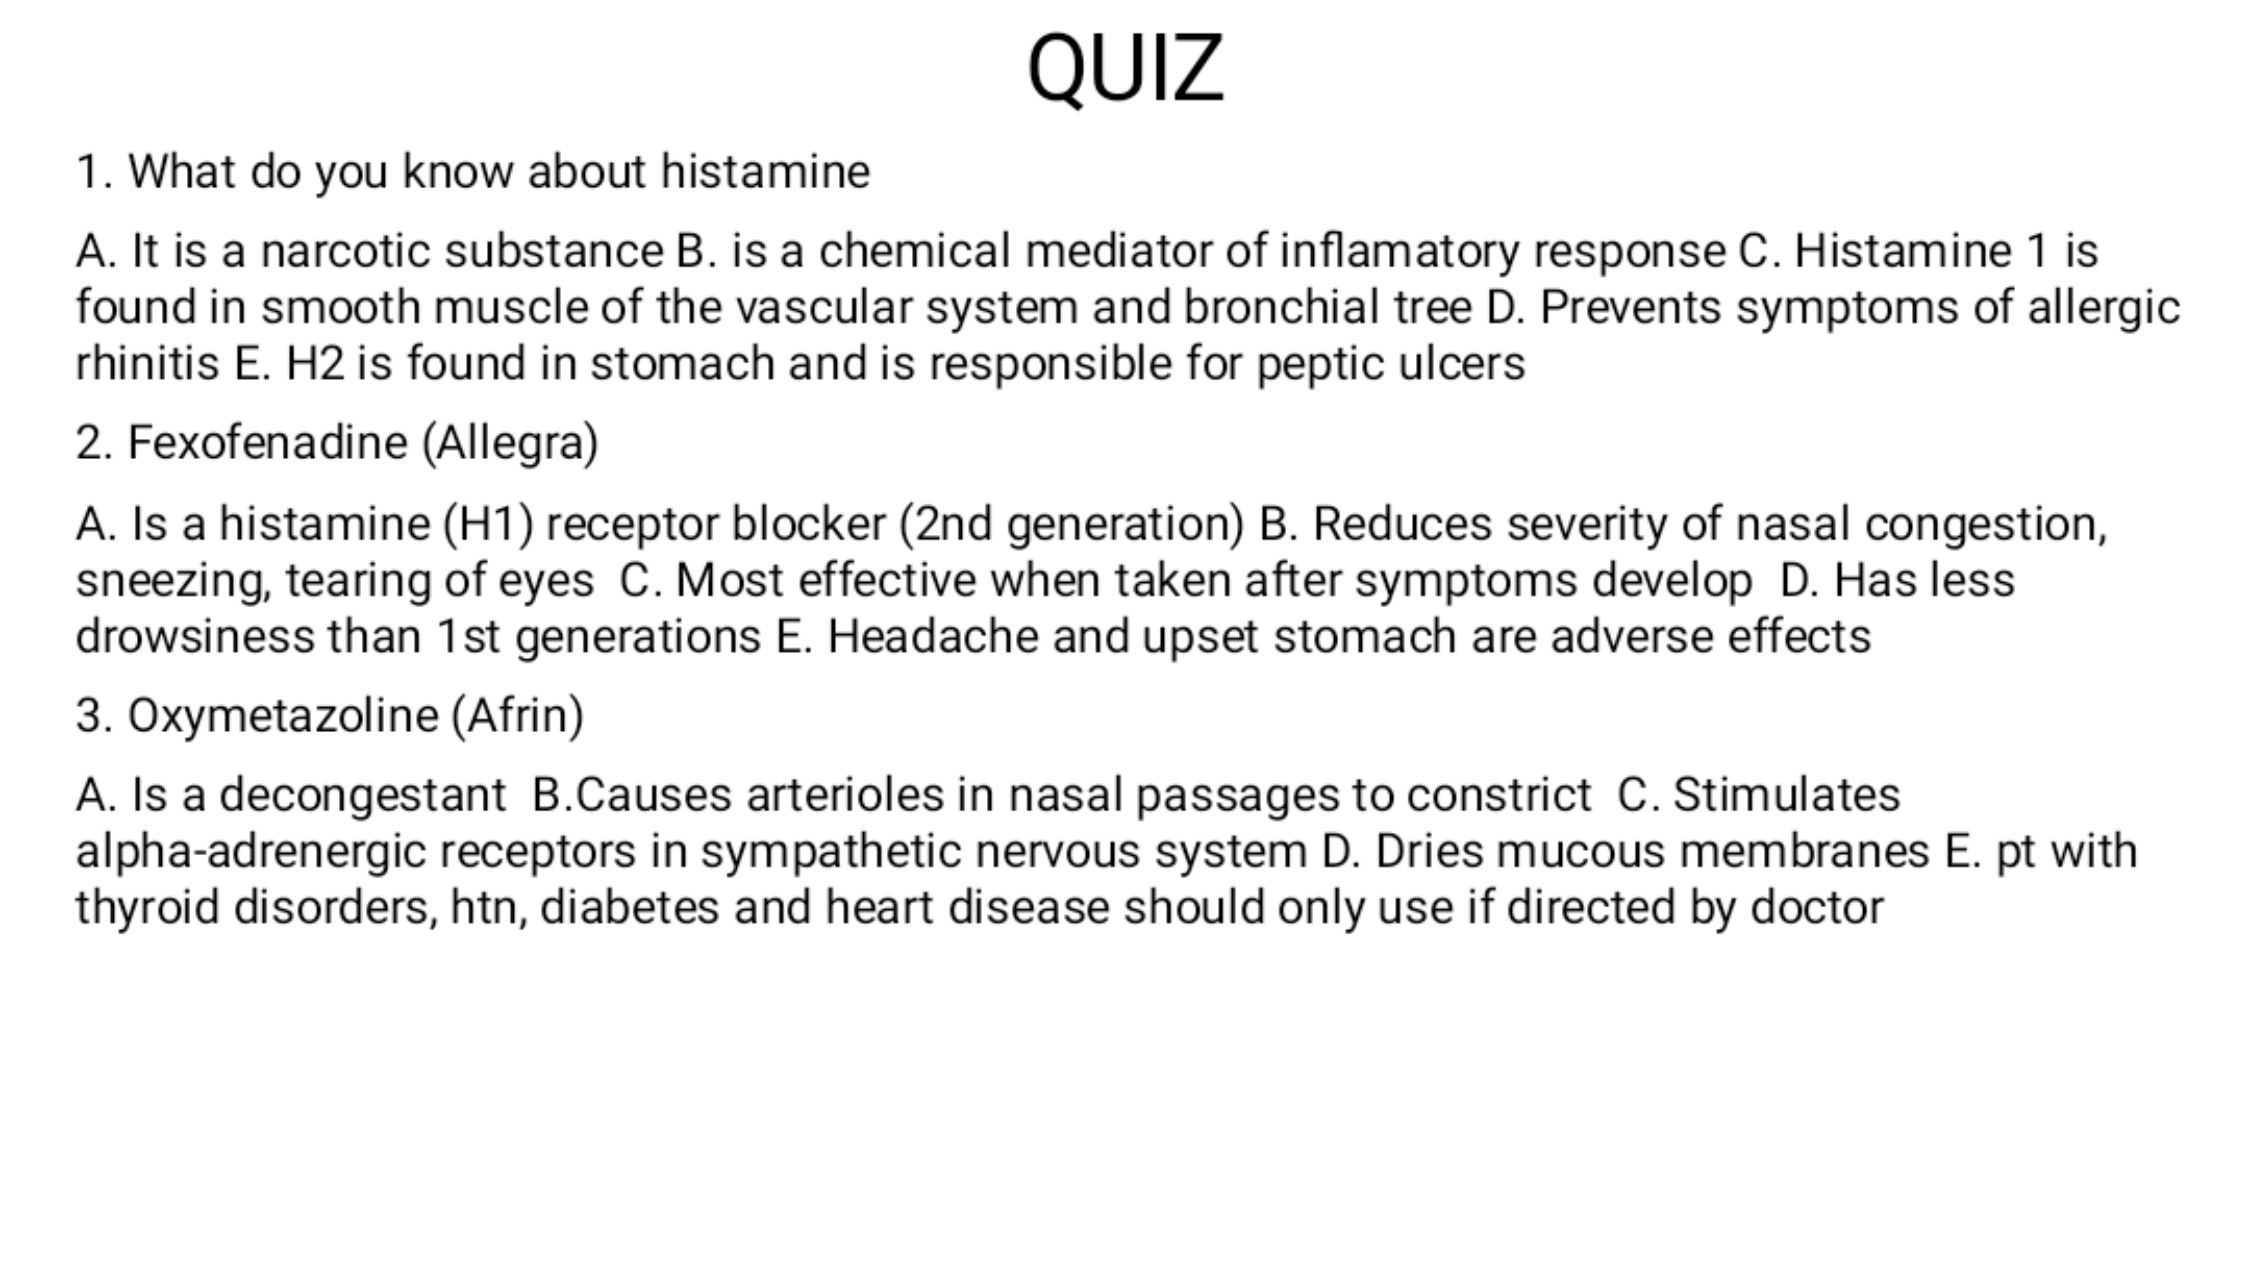 QUIZ
1. What do you know about histamine
A. It is a narcotic substance B. is a chemical mediator of inflamatory response C. Histamine 1 is
found in smooth muscle of the vascular system and bronchial tree D. Prevents symptoms of allergic
rhinitis E. H2 is found in stomach and is responsible for peptic ulcers
2. Fexofenadine (Allegra)
A. Is a histamine (H1) receptor blocker (2nd generation) B. Reduces severity of nasal congestion,
sneezing, tearing of eyes  C. Most effective when taken after symptoms develop  D. Has less
drowsiness than 1st generations E. Headache and upset stomach are adverse effects
3. Oxymetazoline (Afrin)
A. Is a decongestant  B.Causes arterioles in nasal passages to constrict  C. Stimulates
alpha-adrenergic receptors in sympathetic nervous system D. Dries mucous membranes E. pt with
thyroid disorders, htn, diabetes and heart disease should only use if directed by doctor